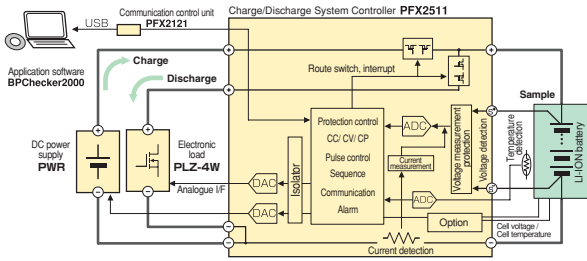 Communication control unit
PFX2121
Charge/Discharge System Controller PFX2511
USB
Application software
BPChecker2000
Charge
Discharge
Route switch, interrupt
Sample
DC power
supply
PWR
Electronic
load
PLZ-4W
Analogue I/F
DAC
DAC
Isolator
Protection control
CC/ CV/ CP
Pulse control
Sequence
Communication
Alarm
ADC
Current
measurement
ADC
Voltage measurement
protection
Voltage detection
Temperature
detection
LI-ION battery
Option
Cell voltage /
Cell temperature
Current detection